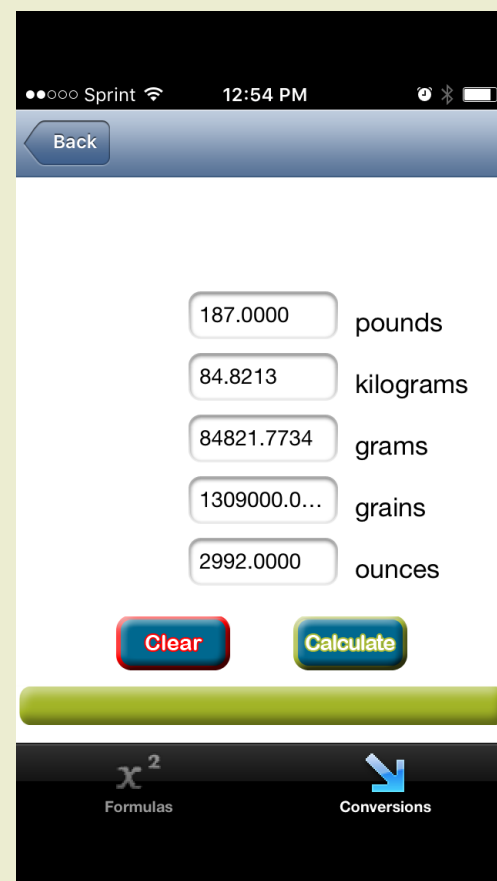 Sprint 12:54 PM
Back
187.0000 pounds
84.8213 kilograms
84821.7734 grams
1309000.0... grains
2992.0000 ounces
Clear Calculate
x²
Formulas Conversions